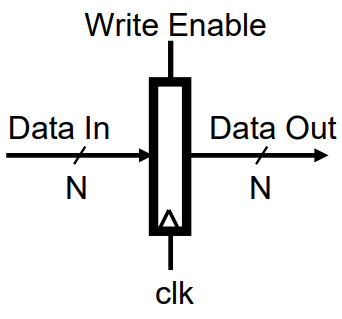 Write Enable
Data In
Data Out
N
N
clk